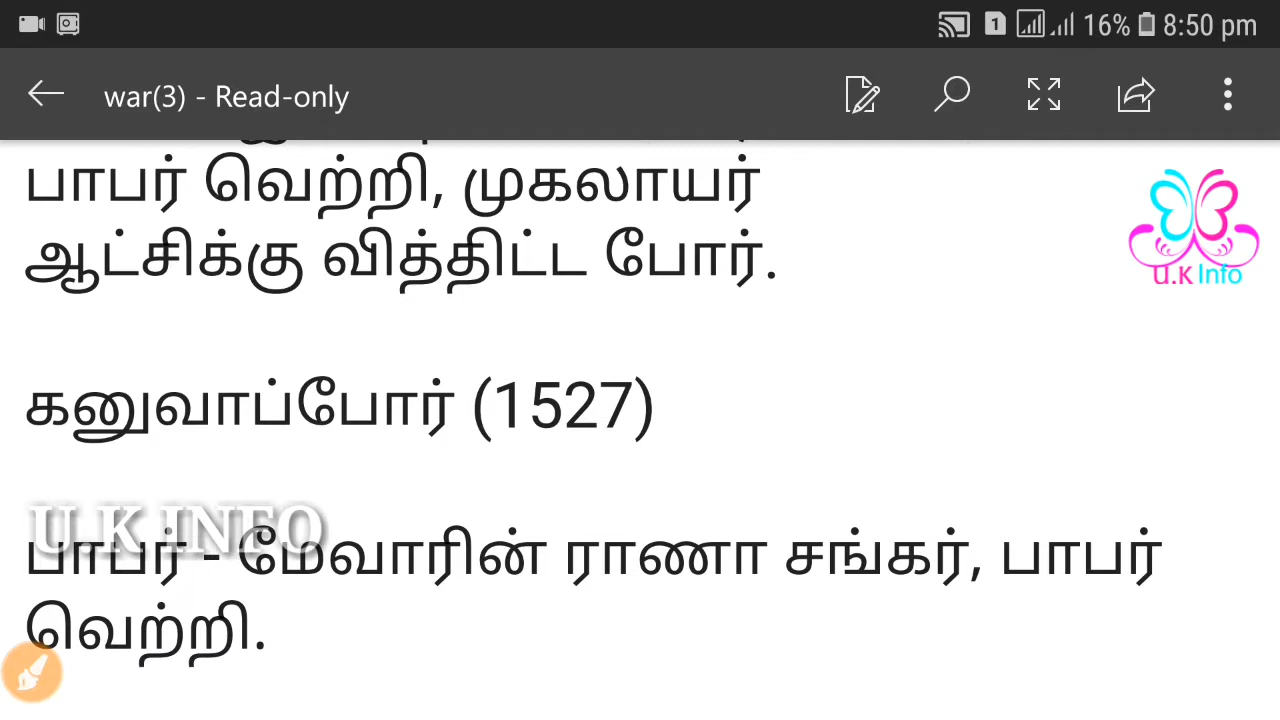 16% 8:50 pm
war(3) - Read-only
பாபர் வெற்றி, முகலாயர்
ஆட்சிக்கு வித்திட்ட போர்.
U.K Info
கனுவாப்போர் (1527)
U.K INFO
பாபர் - மேவாரின் ராணா சங்கர், பாபர்
வெற்றி.